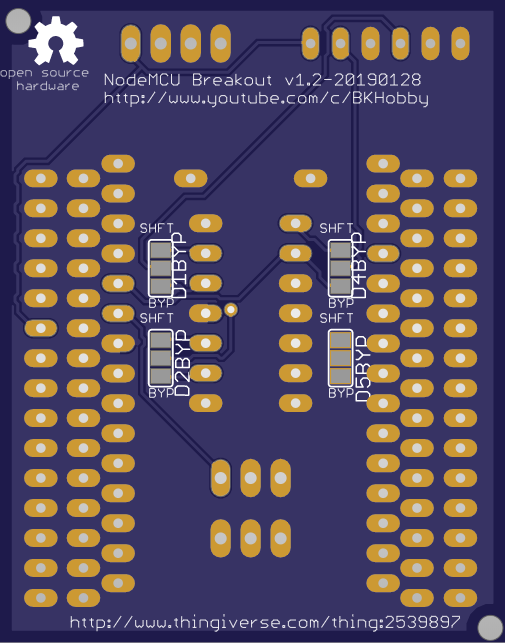 open source
hardware
NodeMCU Breakout v1.2-20190128
http://www.youtube.com/c/BKHobby
SHFT
D1BYP
BYP
SHFT
D4BYP
BYP
SHFT
D2BYP
BYP
SHFT
D5BYP
BYP
http://www.thingiverse.com/thing:2539897